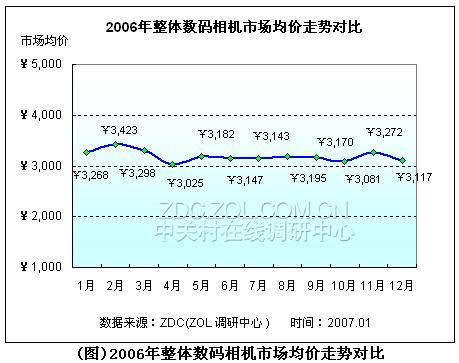 2006年整体数码相机市场均价走势对比
市场均价
￥5,000
￥4,000
￥3,000
￥2,000
￥1,000
￥3,268
￥3,423
￥3,298
￥3,025
￥3,182
￥3,147
￥3,143
￥3,195
￥3,170
￥3,081
￥3,272
￥3,117
ZDC.ZOL.COM.CN
中关村在线调研中心
1月 2月 3月 4月 5月 6月 7月 8月 9月 10月 11月 12月
数据来源：ZDC(ZOL 调研中心） 时间：2007.01
(图)2006年整体数码相机市场均价走势对比